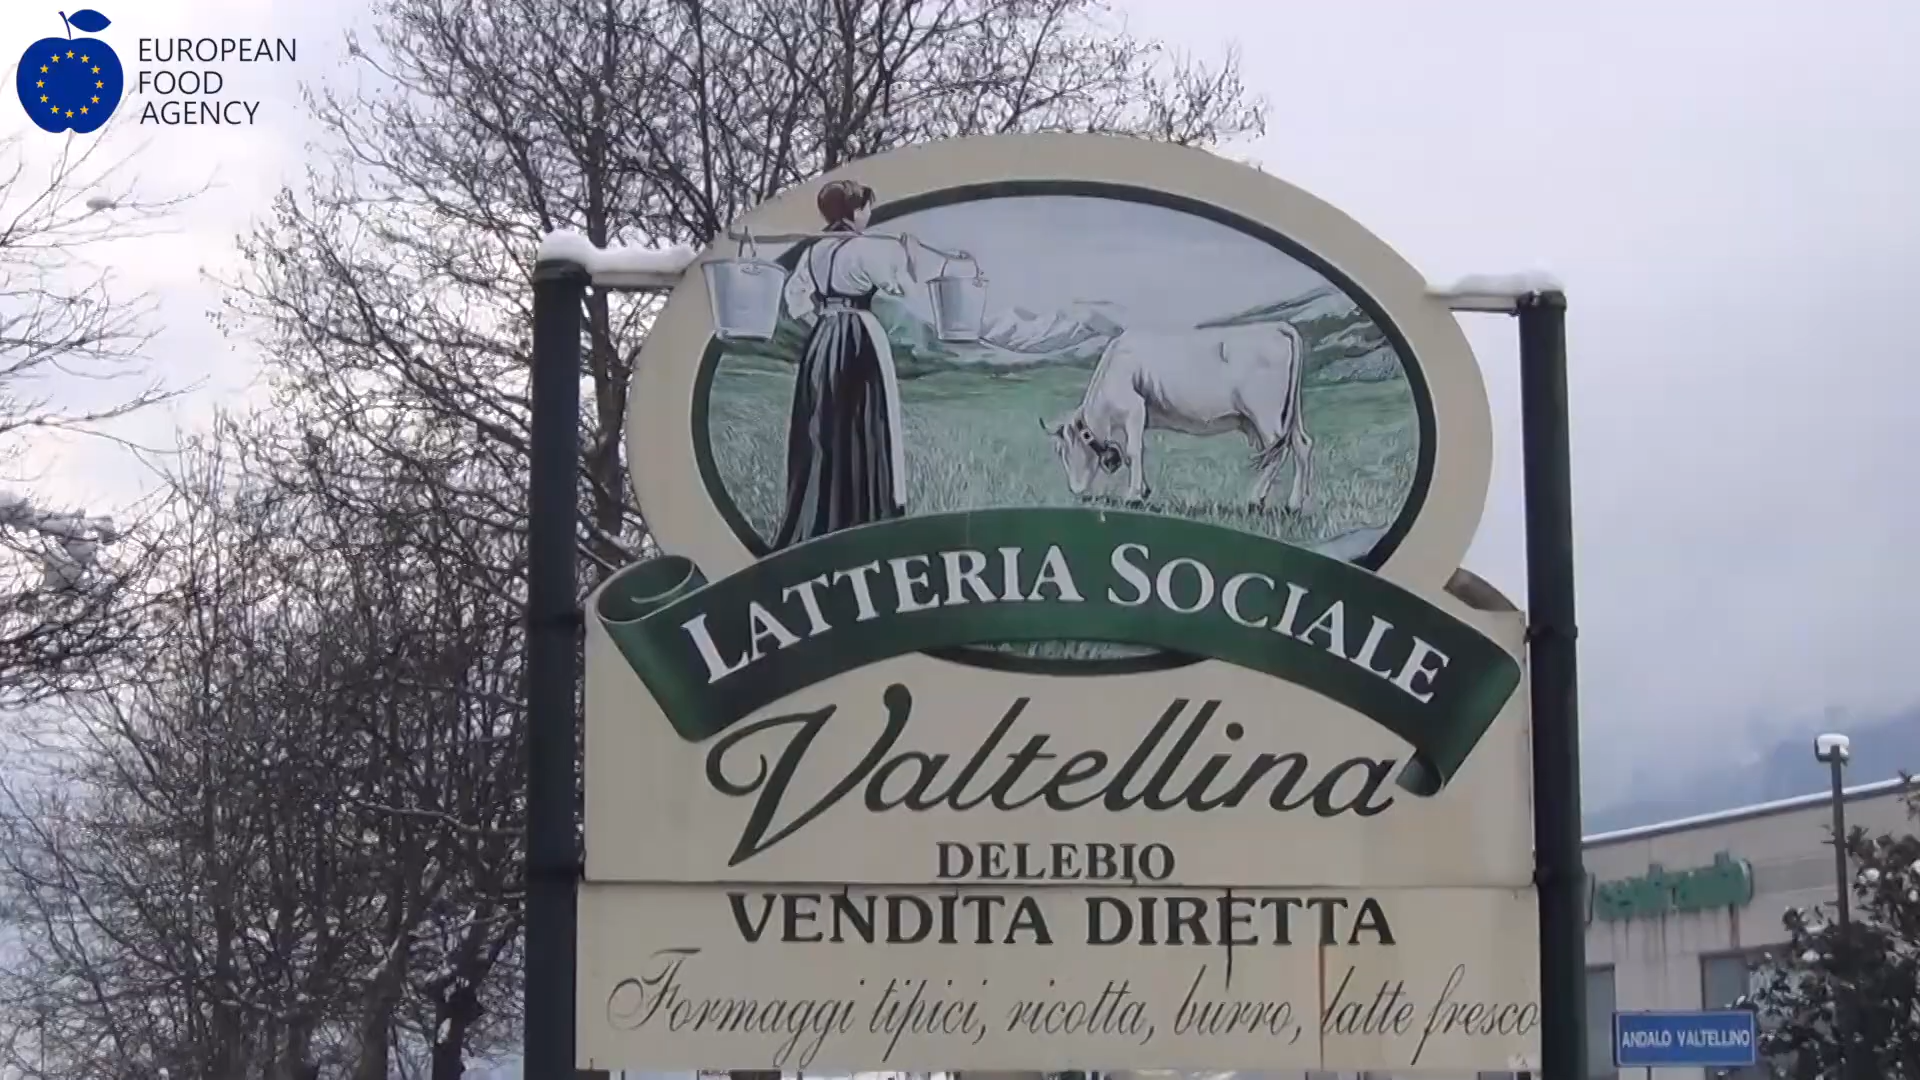 EUROPEAN
FOOD
AGENCY
LATTERIA SOCIALE
Valtellina
DELEBIO
VENDITA DIRETTA
Formaggi tipici, ricotta, burro, latte fresco
ANDALO VALTELLINO